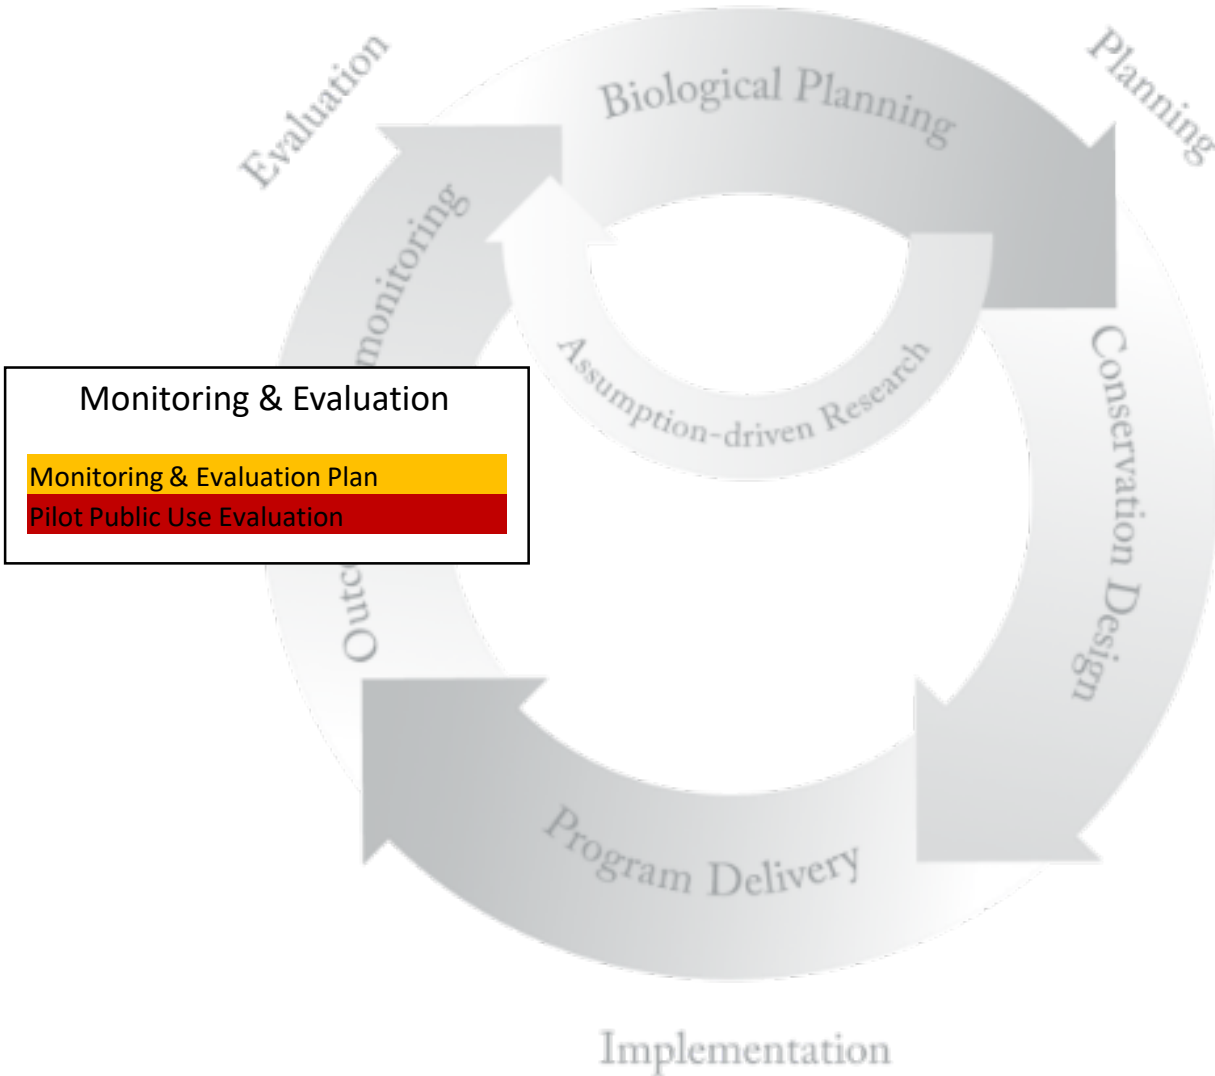 Evaluation
Planning
Biological Planning
monitoring
Assumption-driven Research
Conservation Design
Monitoring & Evaluation
Monitoring & Evaluation Plan
Pilot Public Use Evaluation
Program Delivery
Implementation